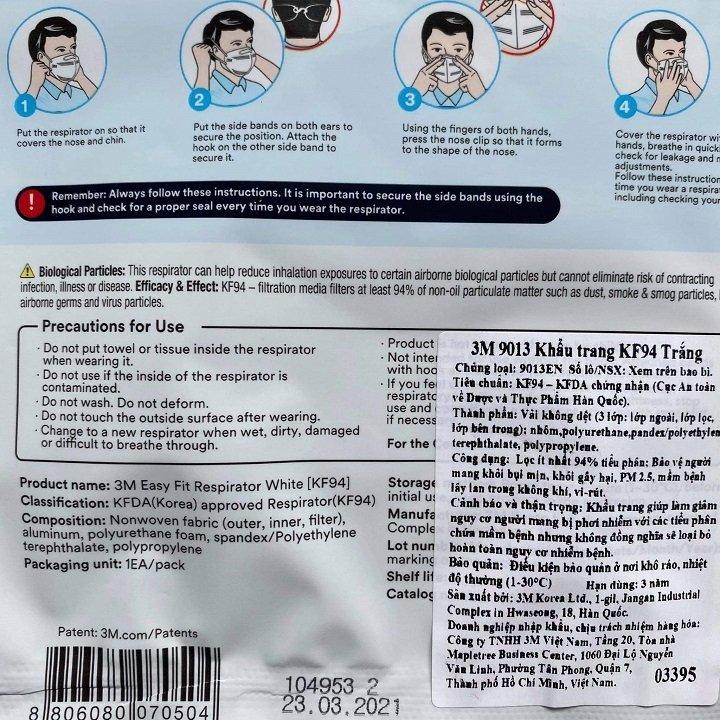 1
Put the respirator on so that it
covers the nose and chin.
2
Put the side bands on both ears to
secure the position. Attach the
hook on the other side band to
secure it.
3
Using the fingers of both hands,
press the nose clip so that it forms
to the shape of the nose.
4
Cover the respirator
hands, breathe in
check for leakage and
adjustments.
Follow these
time you wear a
including checking your
! Remember: Always follow these instructions. It is important to secure the side bands using the
hook and check for a proper seal every time you wear the respirator.
Biological Particles: This respirator can help reduce inhalation exposures to certain airborne biological particles but cannot eliminate risk of contracting
infection, illness or disease. Efficacy & Effect: KF94 – filtration media filters at least 94% of non-oil particulate matter such as dust, smoke & smog particles,
airborne germs and virus particles.
Precautions for Use
· Do not put towel or tissue inside the respirator
when wearing it.
· Do not use if the inside of the respirator is
contaminated.
· Do not wash. Do not deform.
· Do not touch the outside surface after wearing.
· Change to a new respirator when wet, dirty, damaged
or difficult to breathe through.
· Product
· Not
with
· If you feel
use and
if
For the
Product name: 3M Easy Fit Respirator White [KF94]
Classification: KFDA(Korea) approved Respirator(KF94)
Composition: Nonwoven fabric (outer, inner, filter),
aluminum, polyurethane foam, spandex/Polyethylene
terephthalate, polypropylene
Packaging unit: 1EA/pack
Storage
initial
Lot
marking
Shelf
3M 9013 Khẩu trang KF94 Trắng
Chủng loại: 9013EN Số lô/NSX: Xem trên bao bì.
Tiêu chuẩn: KF94 – KFDA chứng nhận (Cục An toàn
về Dược và Thực Phẩm Hàn Quốc).
Thành phần: Vải không dệt (3 lớp: lớp ngoài, lớp lọc,
lớp bên trong); nhôm,polyurethane,pandex/polyethylen
terephthalate, polypropylene.
Công dụng: Lọc ít nhất 94% tiểu phân: Bảo vệ người
mang khỏi bụi mịn, khói gây hại, PM 2.5, mầm bệnh
lây lan trong không khí, vi-rút.
Cảnh báo và thận trọng: Khẩu trang giúp làm giảm
nguy cơ người mang bị phơi nhiễm với các tiểu phân
chứa mầm bệnh nhưng không đồng nghĩa sẽ loại bỏ
hoàn toàn nguy cơ nhiễm bệnh.
Bảo quản: Điều kiện bảo quản ở nơi khô ráo, nhiệt
độ thường (1-30°C) Hạn dùng: 3 năm
Sản xuất bởi: 3M Korea Ltd., 1-gil, Jangan Industrial
Complex in Hwaseong, 18, Hàn Quốc.
Doanh nghiệp nhập khẩu, chịu trách nhiệm hàng hóa:
Công ty TNHH 3M Việt Nam, Tầng 20, Tòa nhà
Mapletree Business Center, 1060 Đại Lộ Nguyễn
Văn Linh, Phường Tân Phong, Quận 7,
Thành phố Hồ Chí Minh, Việt Nam.
03395
Patent: 3M.com/Patents
8 806080 070504
104953 2
23.03.2021